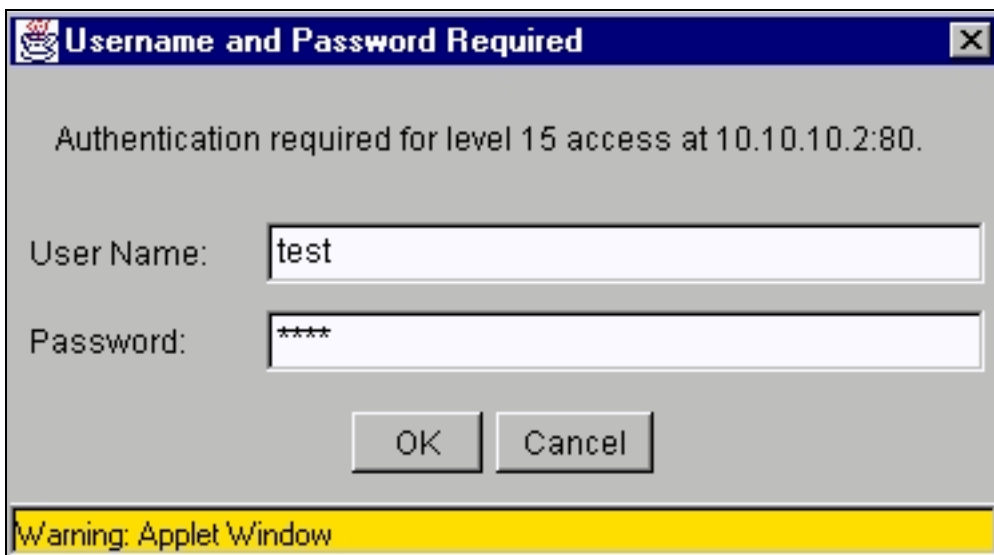 Username and Password Required
Authentication required for level 15 access at 10.10.10.2:80.
User Name: test
Password: ****
OK Cancel
Warning: Applet Window